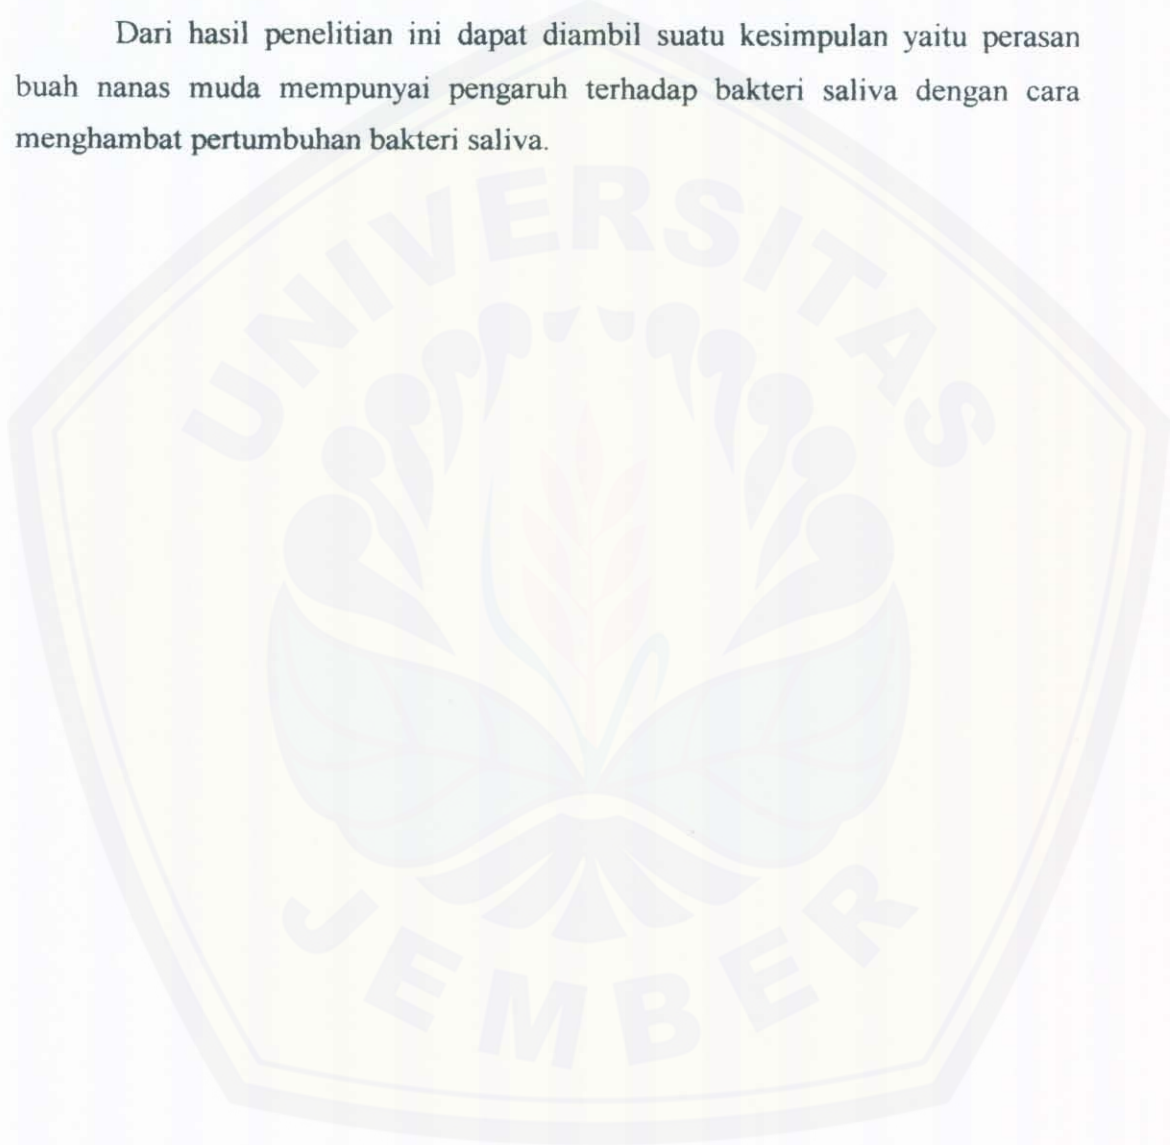 Dari hasil penelitian ini dapat diambil suatu kesimpulan yaitu perasan
buah nanas muda mempunyai pengaruh terhadap bakteri saliva dengan cara
menghambat pertumbuhan bakteri saliva.
UNIVERSITAS
JEMBER